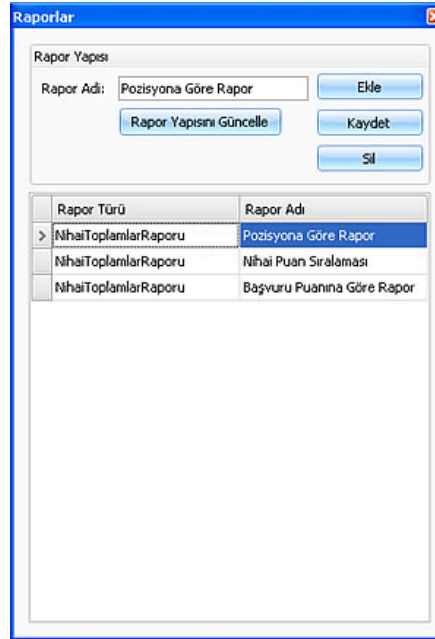 Raporlar
Rapor Yapısı
Rapor Adı: Pozisyona Göre Rapor Ekle
Rapor Yapısını Güncelle Kaydet
Sil
Rapor Türü Rapor Adı
NihaiToplamlarRaporu Pozisyona Göre Rapor
NihaiToplamlarRaporu Nihai Puan Sıralaması
NihaiToplamlarRaporu Başvuru Puanına Göre Rapor